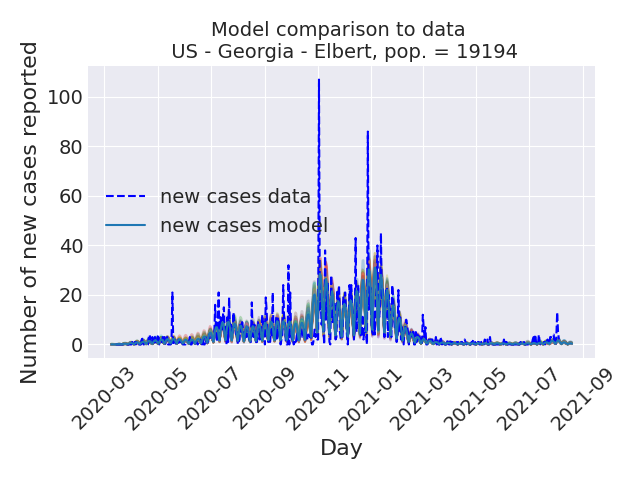 Model comparison to data
US - Georgia - Elbert, pop. = 19194
Number of new cases reported
100
80
60
40
20
0
new cases data
new cases model
2020-03
2020-05
2020-07
2020-09
2020-11
2021-01
2021-03
2021-05
2021-07
2021-09
Day